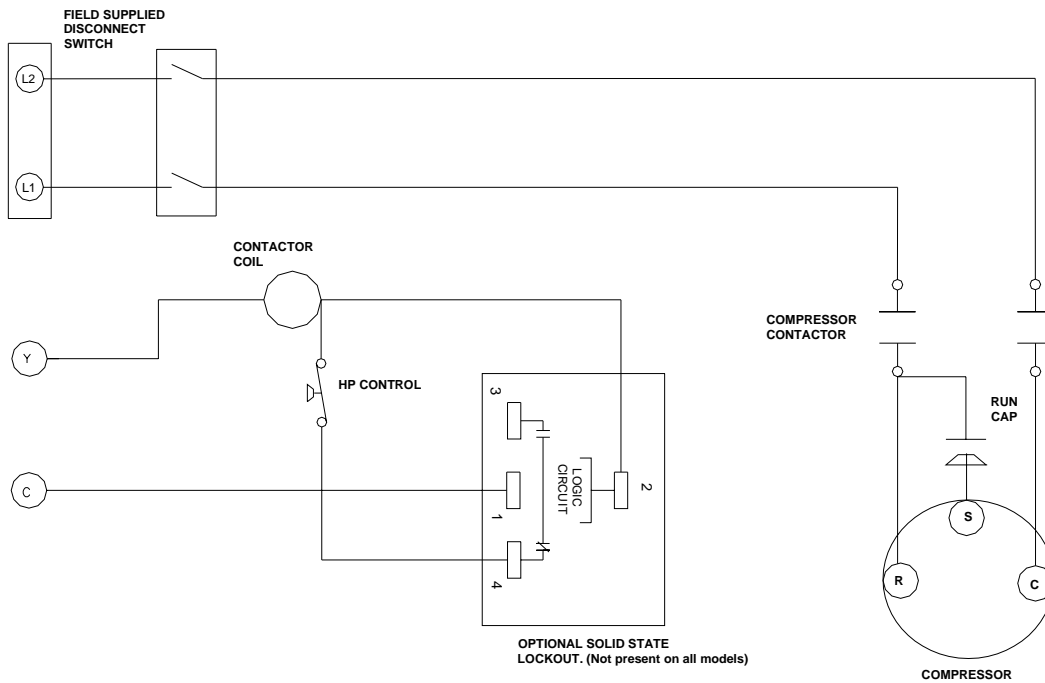 FIELD SUPPLIED
DISCONNECT
SWITCH
L2
L1
CONTACTOR
COIL
Y
HP CONTROL
C
3
1
4
LOGIC
CIRCUIT
2
OPTIONAL SOLID STATE
LOCKOUT. (Not present on all models)
COMPRESSOR
CONTACTOR
RUN
CAP
S
R
C
COMPRESSOR